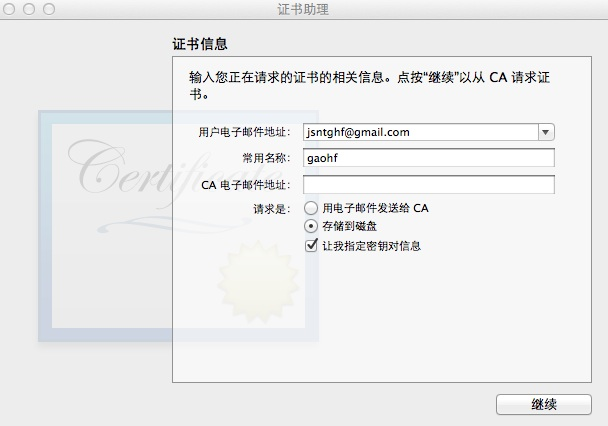 证书助理
证书信息
输入您正在请求的证书的相关信息。点按“继续”以从 CA 请求证
书。
Certificate
用户电子邮件地址： jsntghf@gmail.com
常用名称： gaohf
CA 电子邮件地址：
请求是： 用电子邮件发送给 CA
存储到磁盘
让我指定密钥对信息
继续